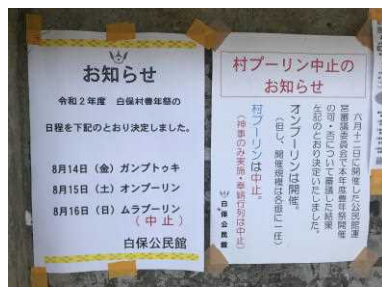 お知らせ
令和2年度　白保村豊年祭の
日程を下記のとおり決定しました。
8月14日（金）ガンプトゥキ
8月15日（土）オンプーリン
8月16日（日）ムラプーリン
（中止）
白保公民館
村プーリン中止の
お知らせ
六月十二日に開催した公民館運
営審議委員会で本年度豊年祭開催
の可・否について審議した結果
左記のとおり決定いたしました。
オンプーリンは開催。
（但し、開催規模は各嶽に一任）
村プーリンは中止。
（神事のみ実施・奉納行列は中止）
白保公民館